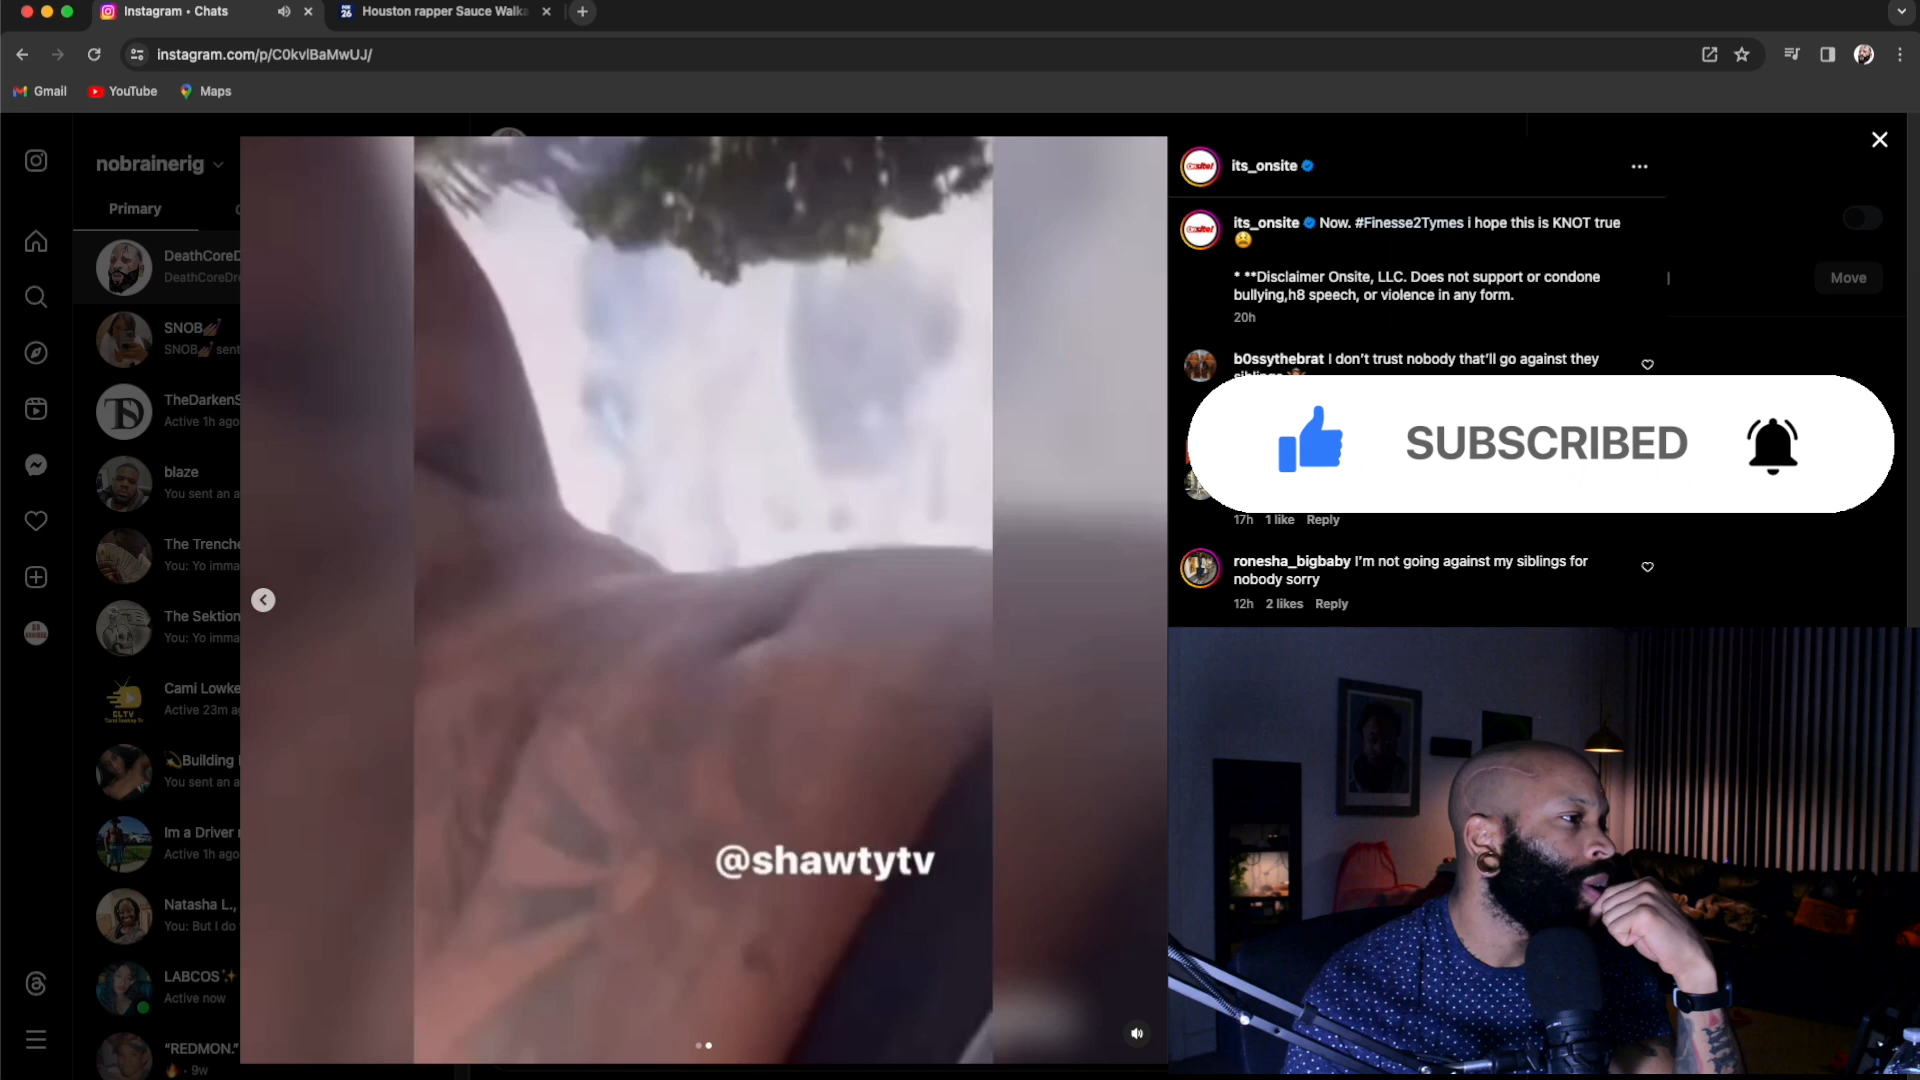 Instagram • Chats
Houston rapper Sauce Walka
instagram.com/p/C0kvlBaMwUJ/
Gmail
YouTube
Maps
nobrainerig
Primary
DeathCoreD
DeathCoreDre
SNOB💅
SNOB💅 sent
TheDarkenS
Active 1h ago
blaze
You sent an a
The Trenche
You: Yo imma
The Sektion
You: Yo imma
Cami Lowke
Active 23m a
💫Building
You sent an a
Im a Driver
Active 1h ago
Natasha L.,
You: But I do
LABCOS✨
Active now
"REDMON."
🔥 · 9w
@shawtytv
its_onsite
its_onsite Now. #Finesse2Tymes i hope this is KNOT true
😫
* **Disclaimer Onsite, LLC. Does not support or condone
bullying,h8 speech, or violence in any form.
20h
b0ssythebrat I don't trust nobody that'll go against they
siblings
SUBSCRIBED
17h 1 like Reply
ronesha_bigbaby I'm not going against my siblings for
nobody sorry
12h 2 likes Reply
Move